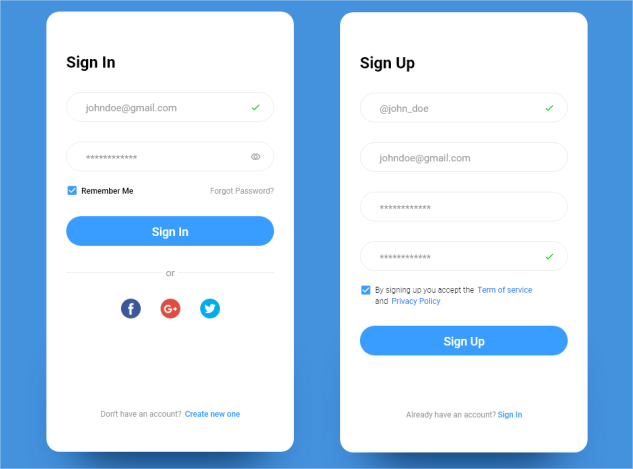 Sign In
johndoe@gmail.com
************
Remember Me
Forgot Password?
Sign In
or
f
G+
Don't have an account? Create new one
Sign Up
@john_doe
johndoe@gmail.com
************
************
By signing up you accept the Term of service
and Privacy Policy
Sign Up
Already have an account? Sign In